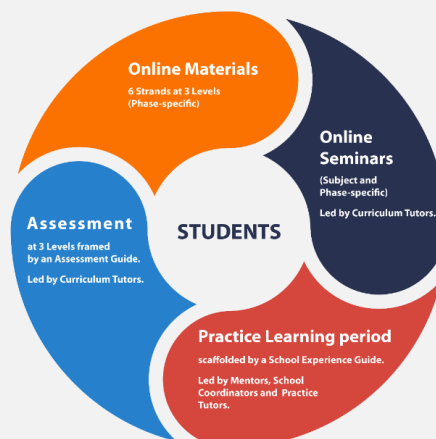 Online Materials
6 Strands at 3 Levels
(Phase-specific)
Online
Seminars
(Subject and
Phase-specific)
Led by Curriculum Tutors.
Assessment
at 3 Levels framed
by an Assessment Guide.
Led by Curriculum Tutors.
STUDENTS
Practice Learning period
scaffolded by a School Experience Guide.
Led by Mentors, School
Coordinators and Practice
Tutors.